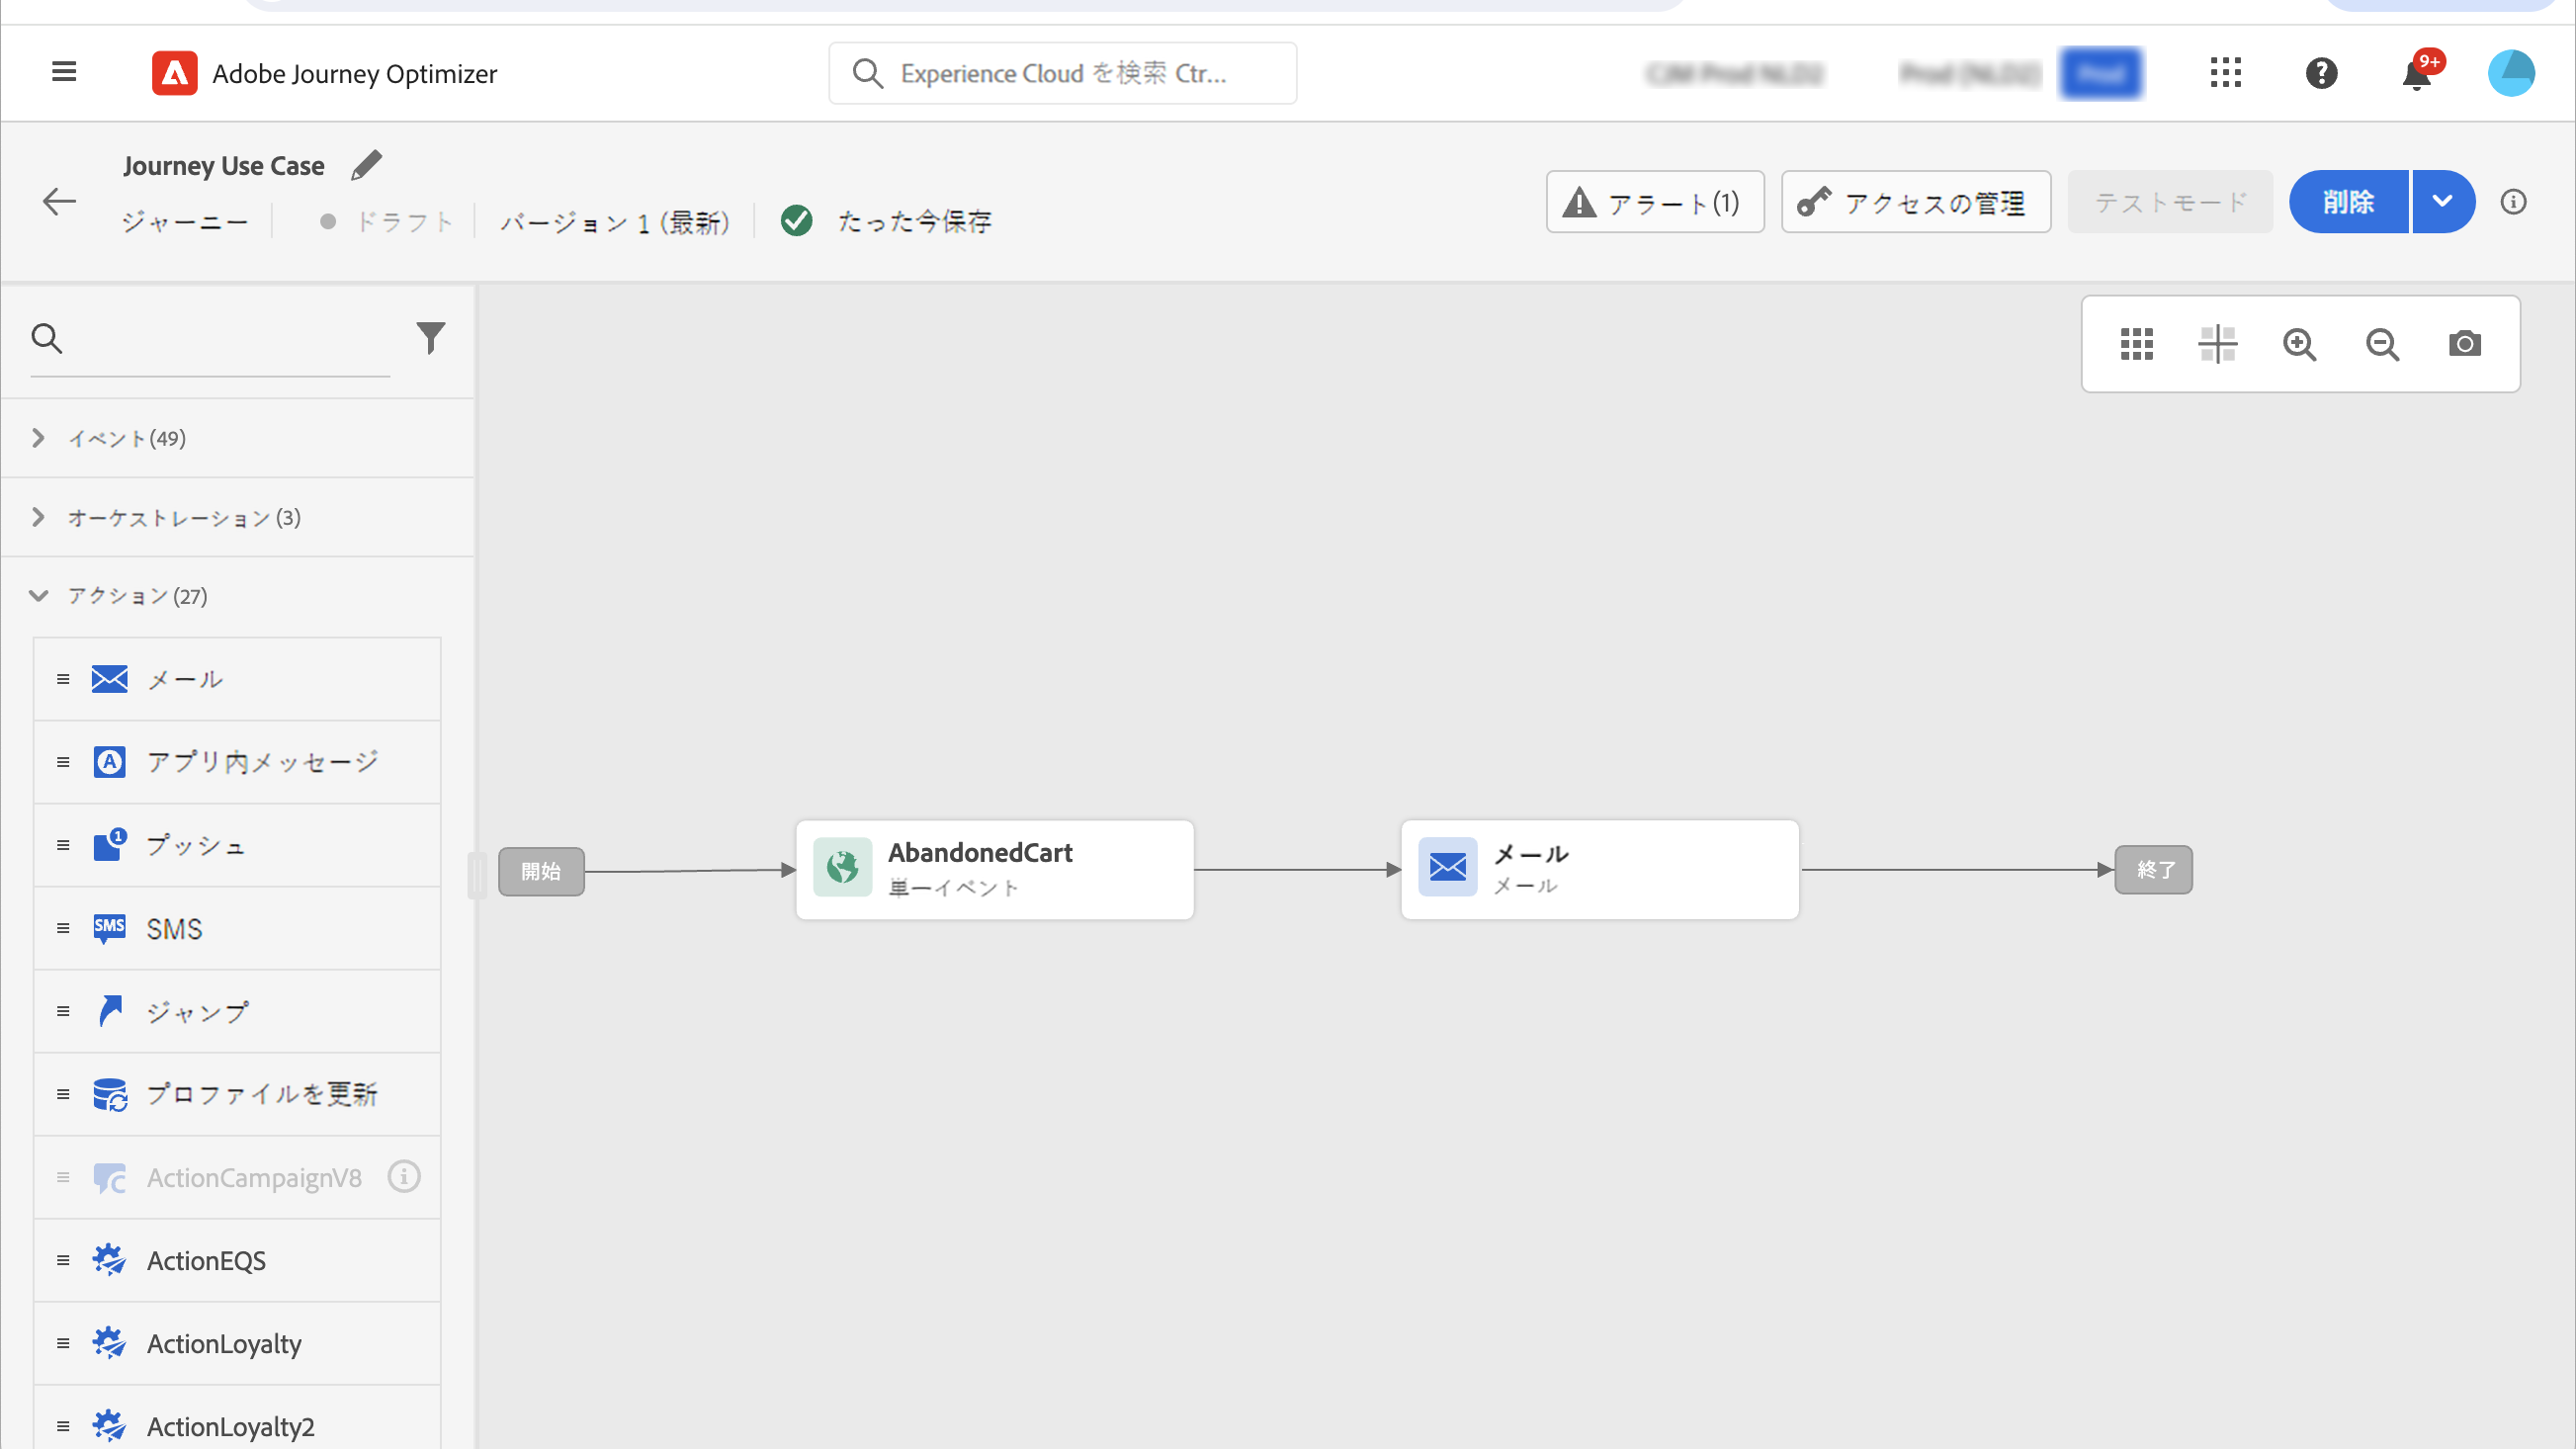 Adobe Journey Optimizer
Experience Cloud を検索 Ctr...
9+
Journey Use Case
ジャーニー
ドラフト
バージョン 1 (最新)
たった今保存
アラート(1)
アクセスの管理
テストモード
削除
イベント(49)
オーケストレーション (3)
アクション (27)
メール
アプリ内メッセージ
プッシュ
SMS
SMS
ジャンプ
プロファイルを更新
ActionCampaignV8
ActionEQS
ActionLoyalty
ActionLoyalty2
開始
AbandonedCart
単一イベント
メール
メール
終了